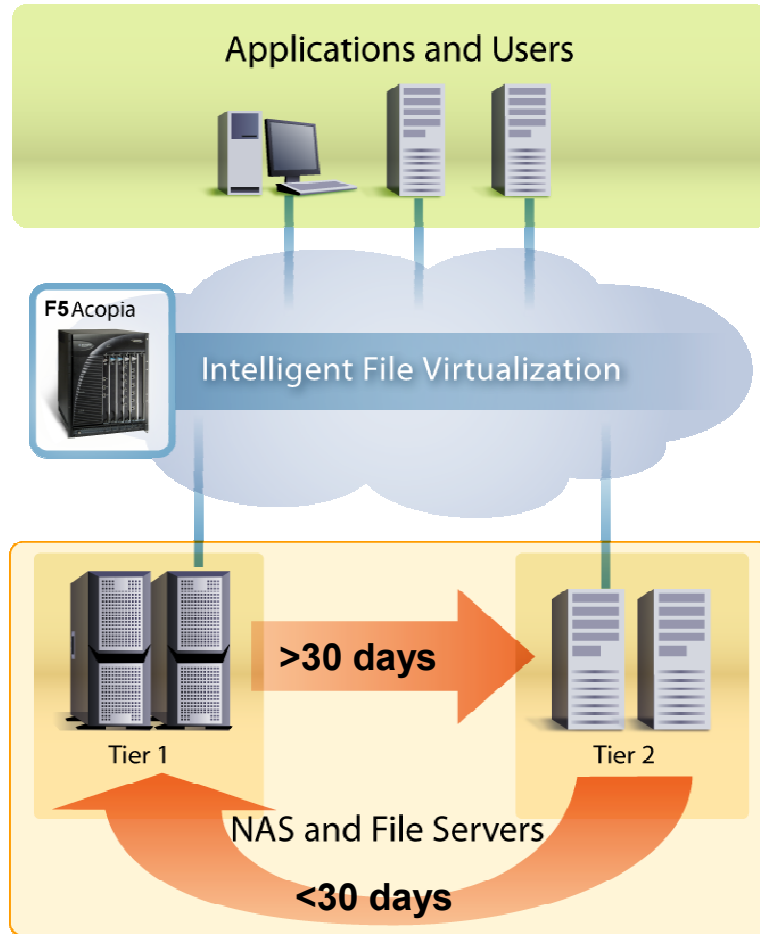 Applications and Users
F5 Acopia
Intelligent File Virtualization
>30 days
Tier 1
Tier 2
NAS and File Servers
<30 days